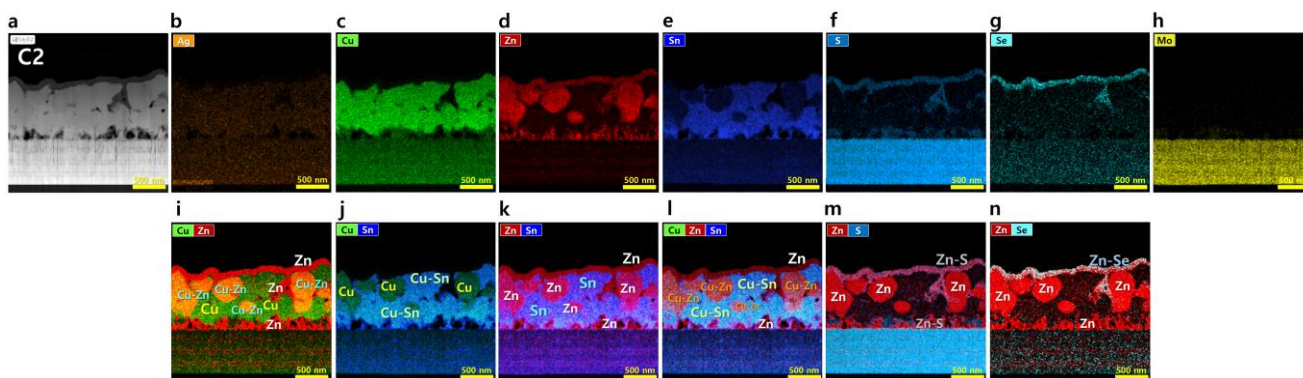 a b c d e f g h
C2
Ag
Cu
Zn
Sn
S
Se
Mo
500 nm
500 nm
500 nm
500 nm
500 nm
500 nm
500 nm
500 nm
i j k l m n
Cu Zn
Zn
Cu-Zn
Cu-Zn
Zn
Cu-Zn
Cu
Cu-Zn
Cu
Zn
500 nm
Cu Sn
Cu-Sn
Cu
Cu
Cu
Cu-Sn
500 nm
Zn Sn
Zn
Sn
Zn
Zn
Zn
Sn
Zn
Zn
500 nm
Cu Zn Sn
Zn
Cu-Sn
Cu-Zn
Cu-Zn
Cu-Zn
Cu-Sn
Zn
500 nm
Zn S
Zn-S
Zn
Zn
Zn
Zn-S
500 nm
Zn Se
Zn-Se
Zn
Zn
Zn
Zn
500 nm